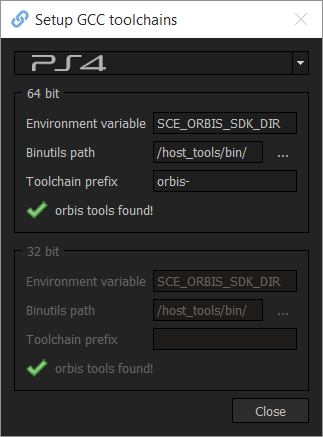 Setup GCC toolchains
PS4
64 bit
Environment variable SCE_ORBIS_SDK_DIR
Binutils path /host_tools/bin/ ...
Toolchain prefix orbis-
orbis tools found!
32 bit
Environment variable SCE_ORBIS_SDK_DIR
Binutils path /host_tools/bin/ ...
Toolchain prefix
orbis tools found!
Close